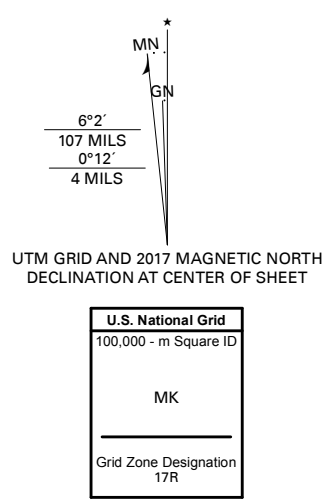 MN
GN
6°2´
107 MILS
0°12´
4 MILS
UTM GRID AND 2017 MAGNETIC NORTH
DECLINATION AT CENTER OF SHEET
U.S. National Grid
100,000 - m Square ID
MK
Grid Zone Designation
17R